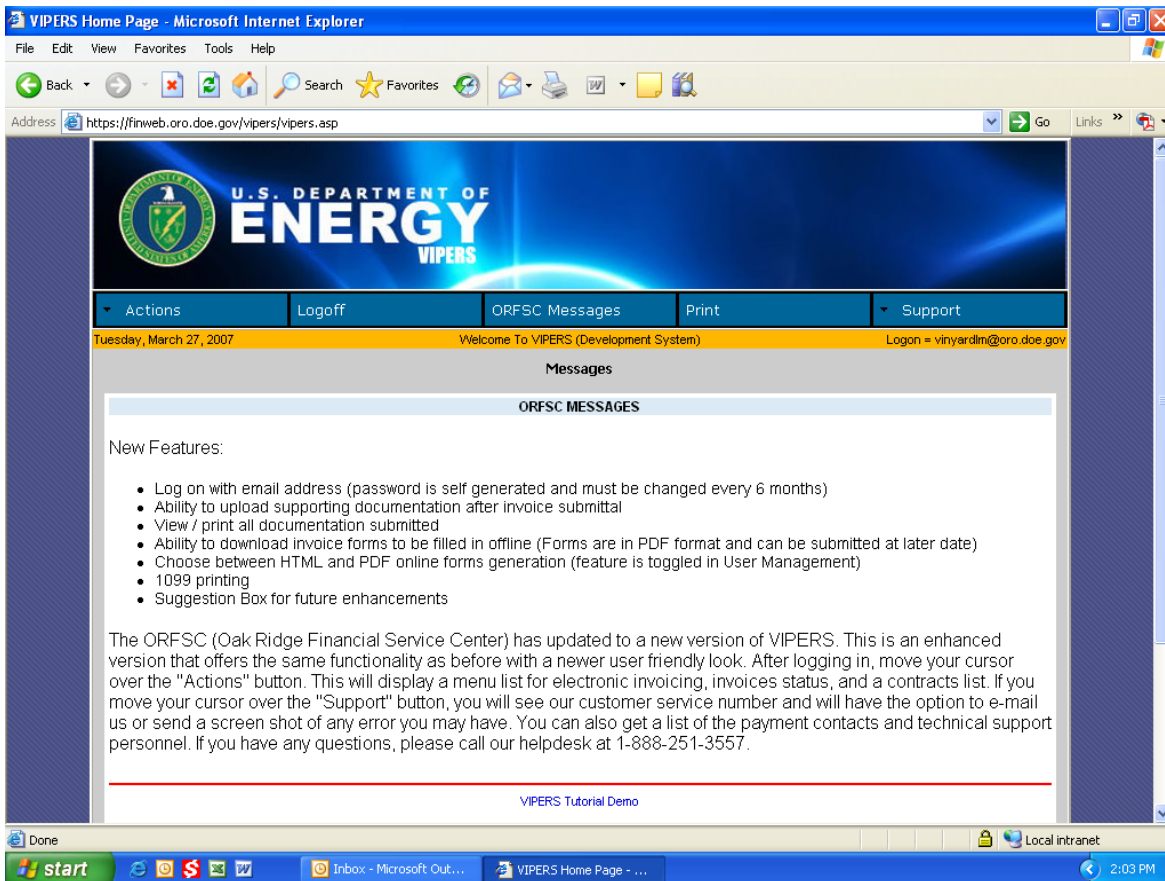 VIPERS Home Page - Microsoft Internet Explorer
File Edit View Favorites Tools Help
Back Search Favorites
Address https://finweb.oro.doe.gov/vipers/vipers.asp Go Links »
U.S. DEPARTMENT OF
ENERGY
VIPERS
Actions Logoff ORFSC Messages Print Support
Tuesday, March 27, 2007 Welcome To VIPERS (Development System) Logon = vinyardlm@oro.doe.gov
Messages
ORFSC MESSAGES
New Features:
• Log on with email address (password is self generated and must be changed every 6 months)
• Ability to upload supporting documentation after invoice submittal
• View / print all documentation submitted
• Ability to download invoice forms to be filled in offline (Forms are in PDF format and can be submitted at later date)
• Choose between HTML and PDF online forms generation (feature is toggled in User Management)
• 1099 printing
• Suggestion Box for future enhancements
The ORFSC (Oak Ridge Financial Service Center) has updated to a new version of VIPERS. This is an enhanced
version that offers the same functionality as before with a newer user friendly look. After logging in, move your cursor
over the "Actions" button. This will display a menu list for electronic invoicing, invoices status, and a contracts list. If you
move your cursor over the "Support" button, you will see our customer service number and will have the option to e-mail
us or send a screen shot of any error you may have. You can also get a list of the payment contacts and technical support
personnel. If you have any questions, please call our helpdesk at 1-888-251-3557.
VIPERS Tutorial Demo
Done Local intranet
start Inbox - Microsoft Out... VIPERS Home Page - ... 2:03 PM